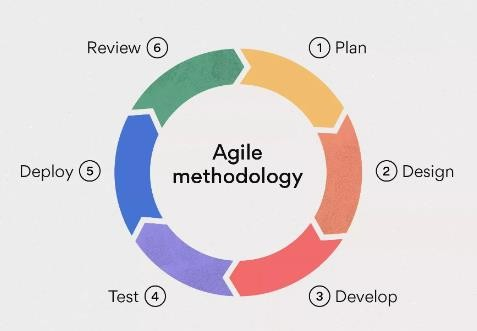 Review 6
1 Plan
Agile
methodology
Deploy 5
2 Design
Test 4
3 Develop